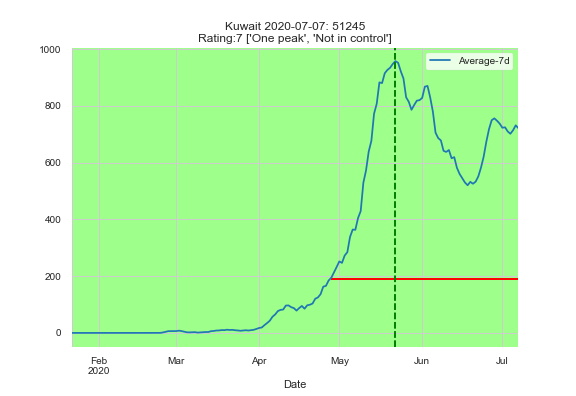 Kuwait 2020-07-07: 51245
Rating:7 ['One peak', 'Not in control']
1000
Average-7d
800
600
400
200
0
Feb Mar Apr May Jun Jul
2020
Date